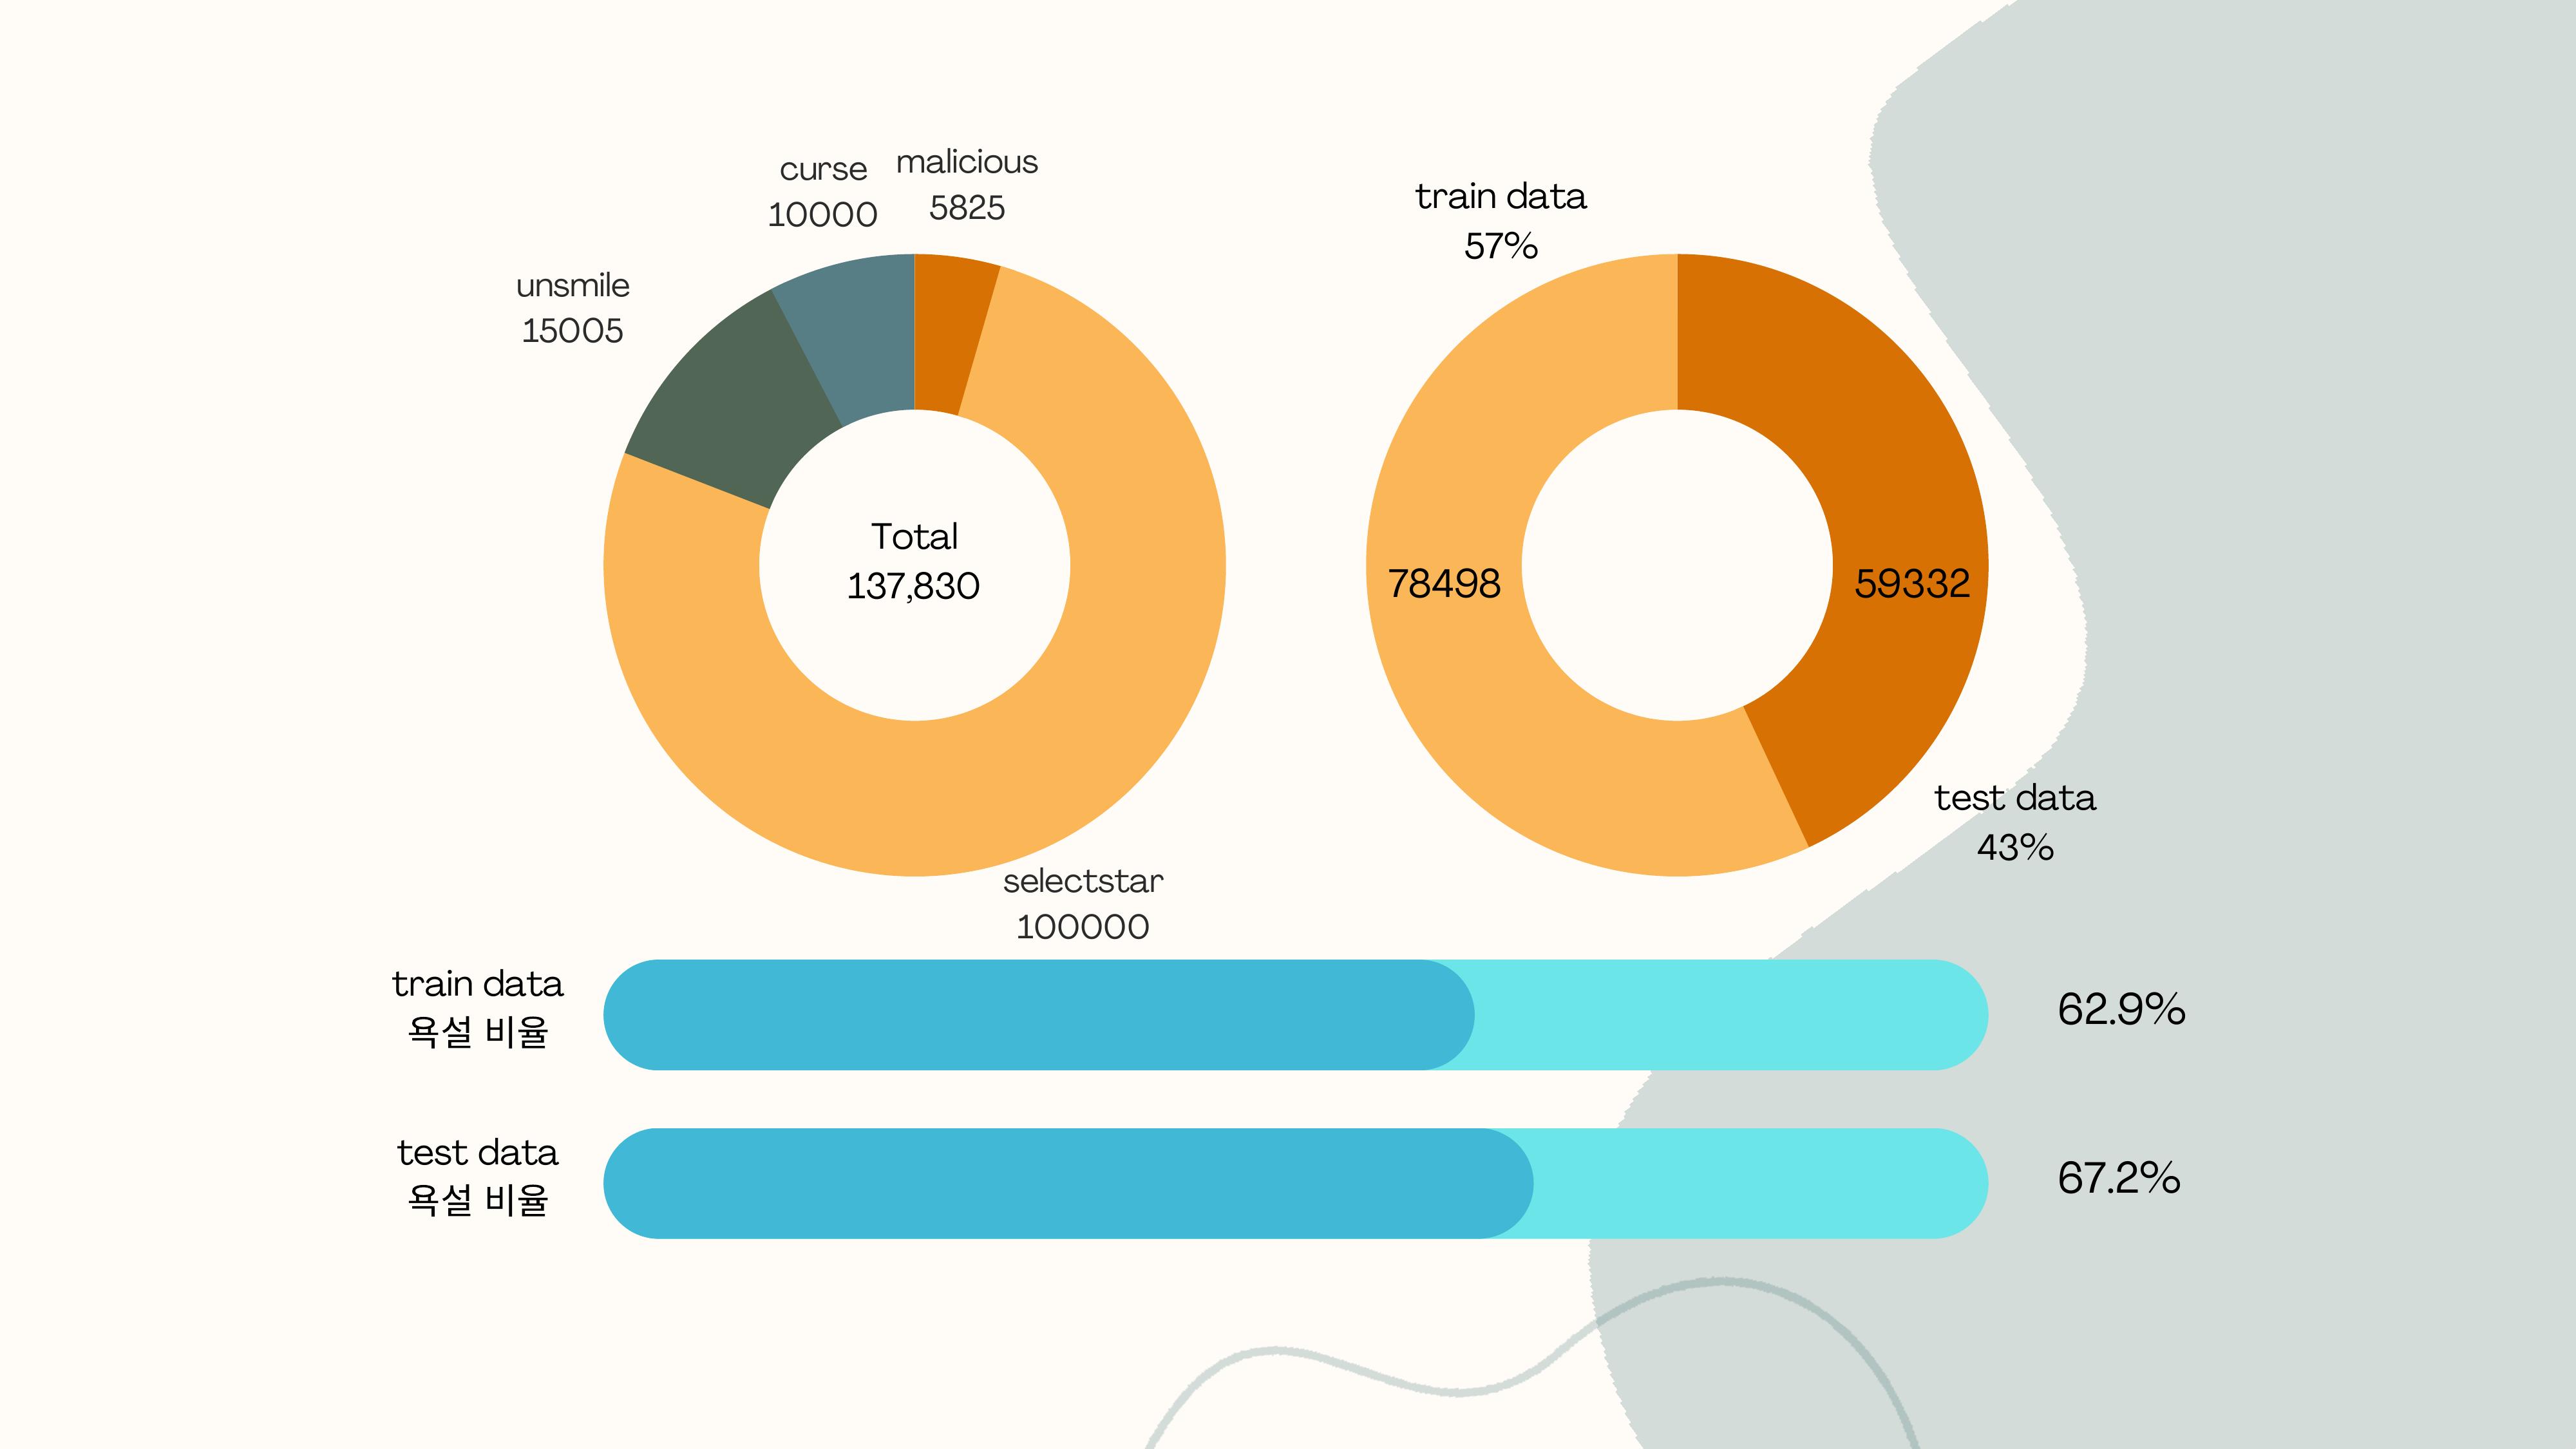 curse
10000
malicious
5825
unsmile
15005
Total
137,830
selectstar
100000
train data
57%
78498
59332
test data
43%
train data
욕설 비율
62.9%
test data
욕설 비율
67.2%